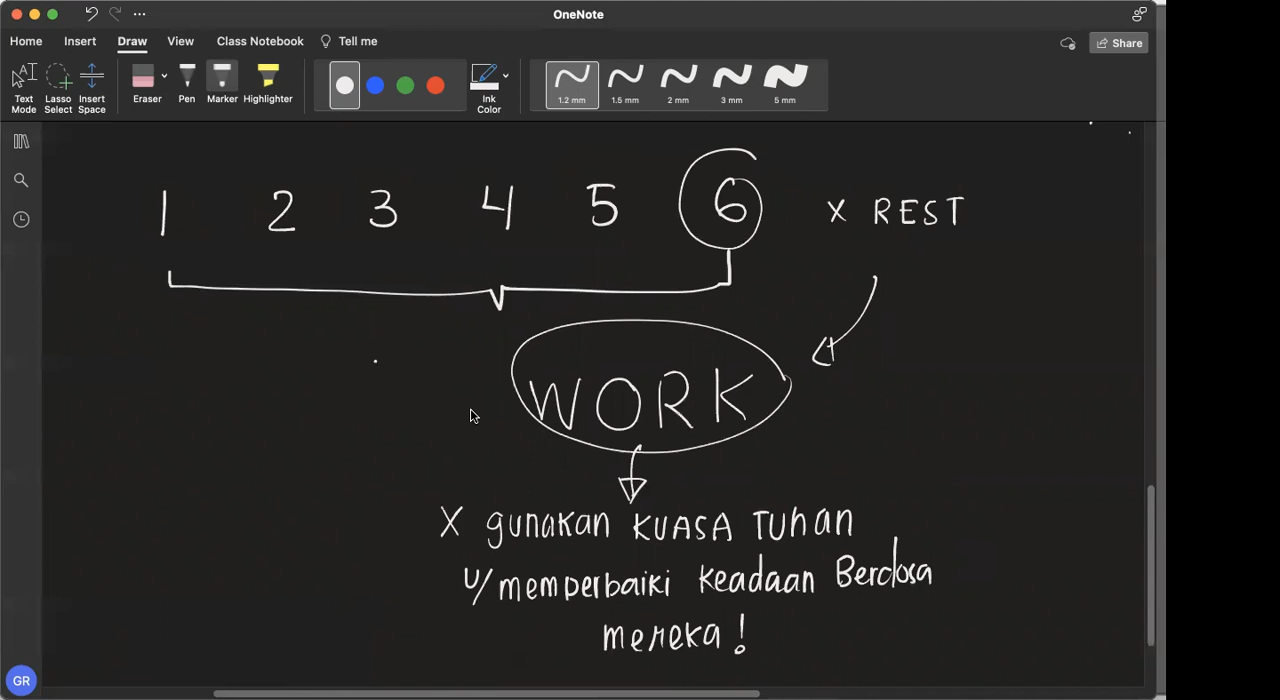 OneNote
Home Insert Draw View Class Notebook Tell me
Share
Text Mode
Lasso Select
Insert Space
Eraser
Pen
Marker
Highlighter
Ink Color
1.2 mm
1.5 mm
2 mm
3 mm
5 mm
1 2 3 4 5 6 X REST
WORK
X gunakan KUASA TUhan
u/memperbaiki Keadaan Berdosa
mereka!
GR